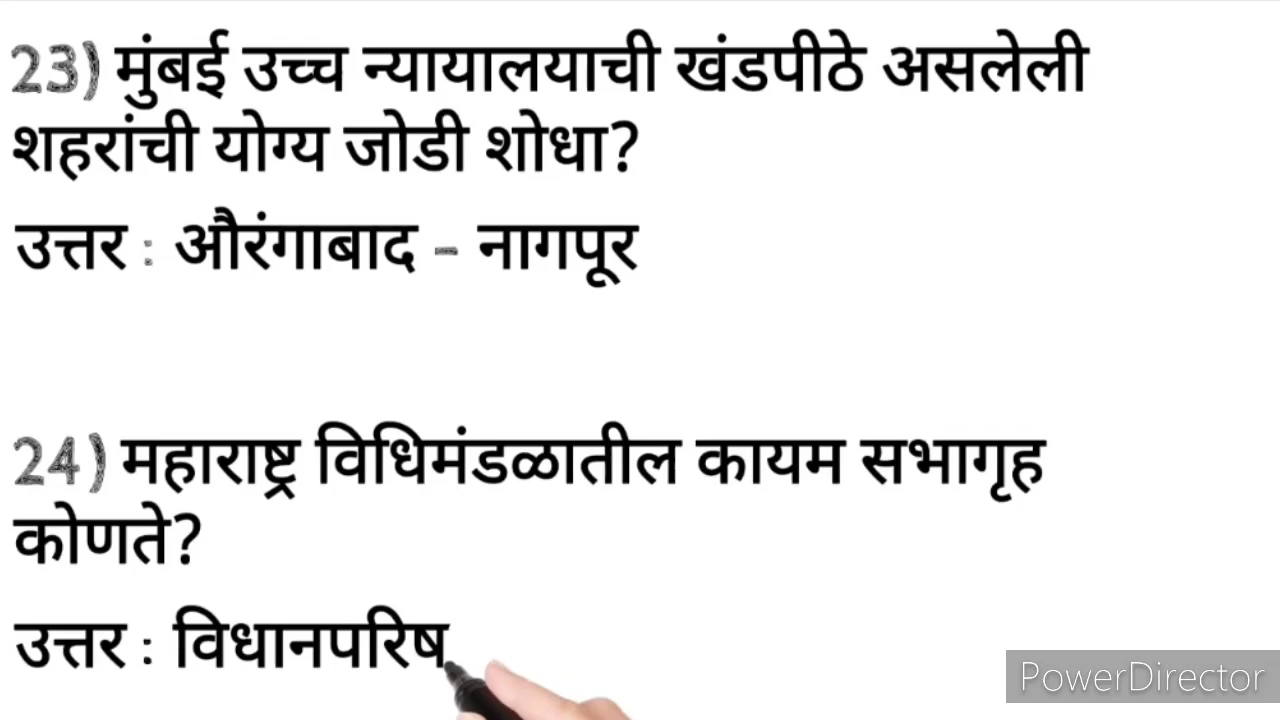 23) मुंबई उच्च न्यायालयाची खंडपीठे असलेली
शहरांची योग्य जोडी शोधा?
उत्तर : औरंगाबाद - नागपूर
24) महाराष्ट्र विधिमंडळातील कायम सभागृह
कोणते?
उत्तर : विधानपरिष
PowerDirector